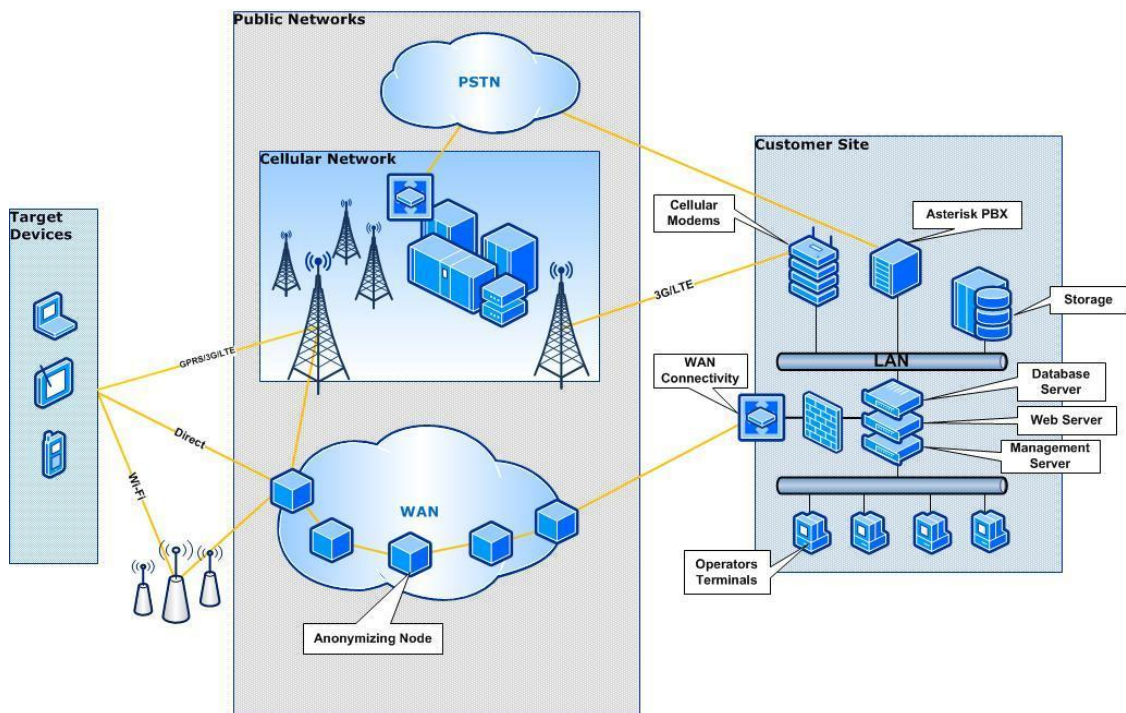 Public Networks
PSTN
Cellular Network
Customer Site
Cellular
Modems
Asterisk PBX
Target
Devices
3G/LTE
Storage
GPRS/3G/LTE
LAN
WAN
Connectivity
Database
Server
Web Server
Direct
Management
Server
Wi-Fi
WAN
Operators
Terminals
Anonymizing Node